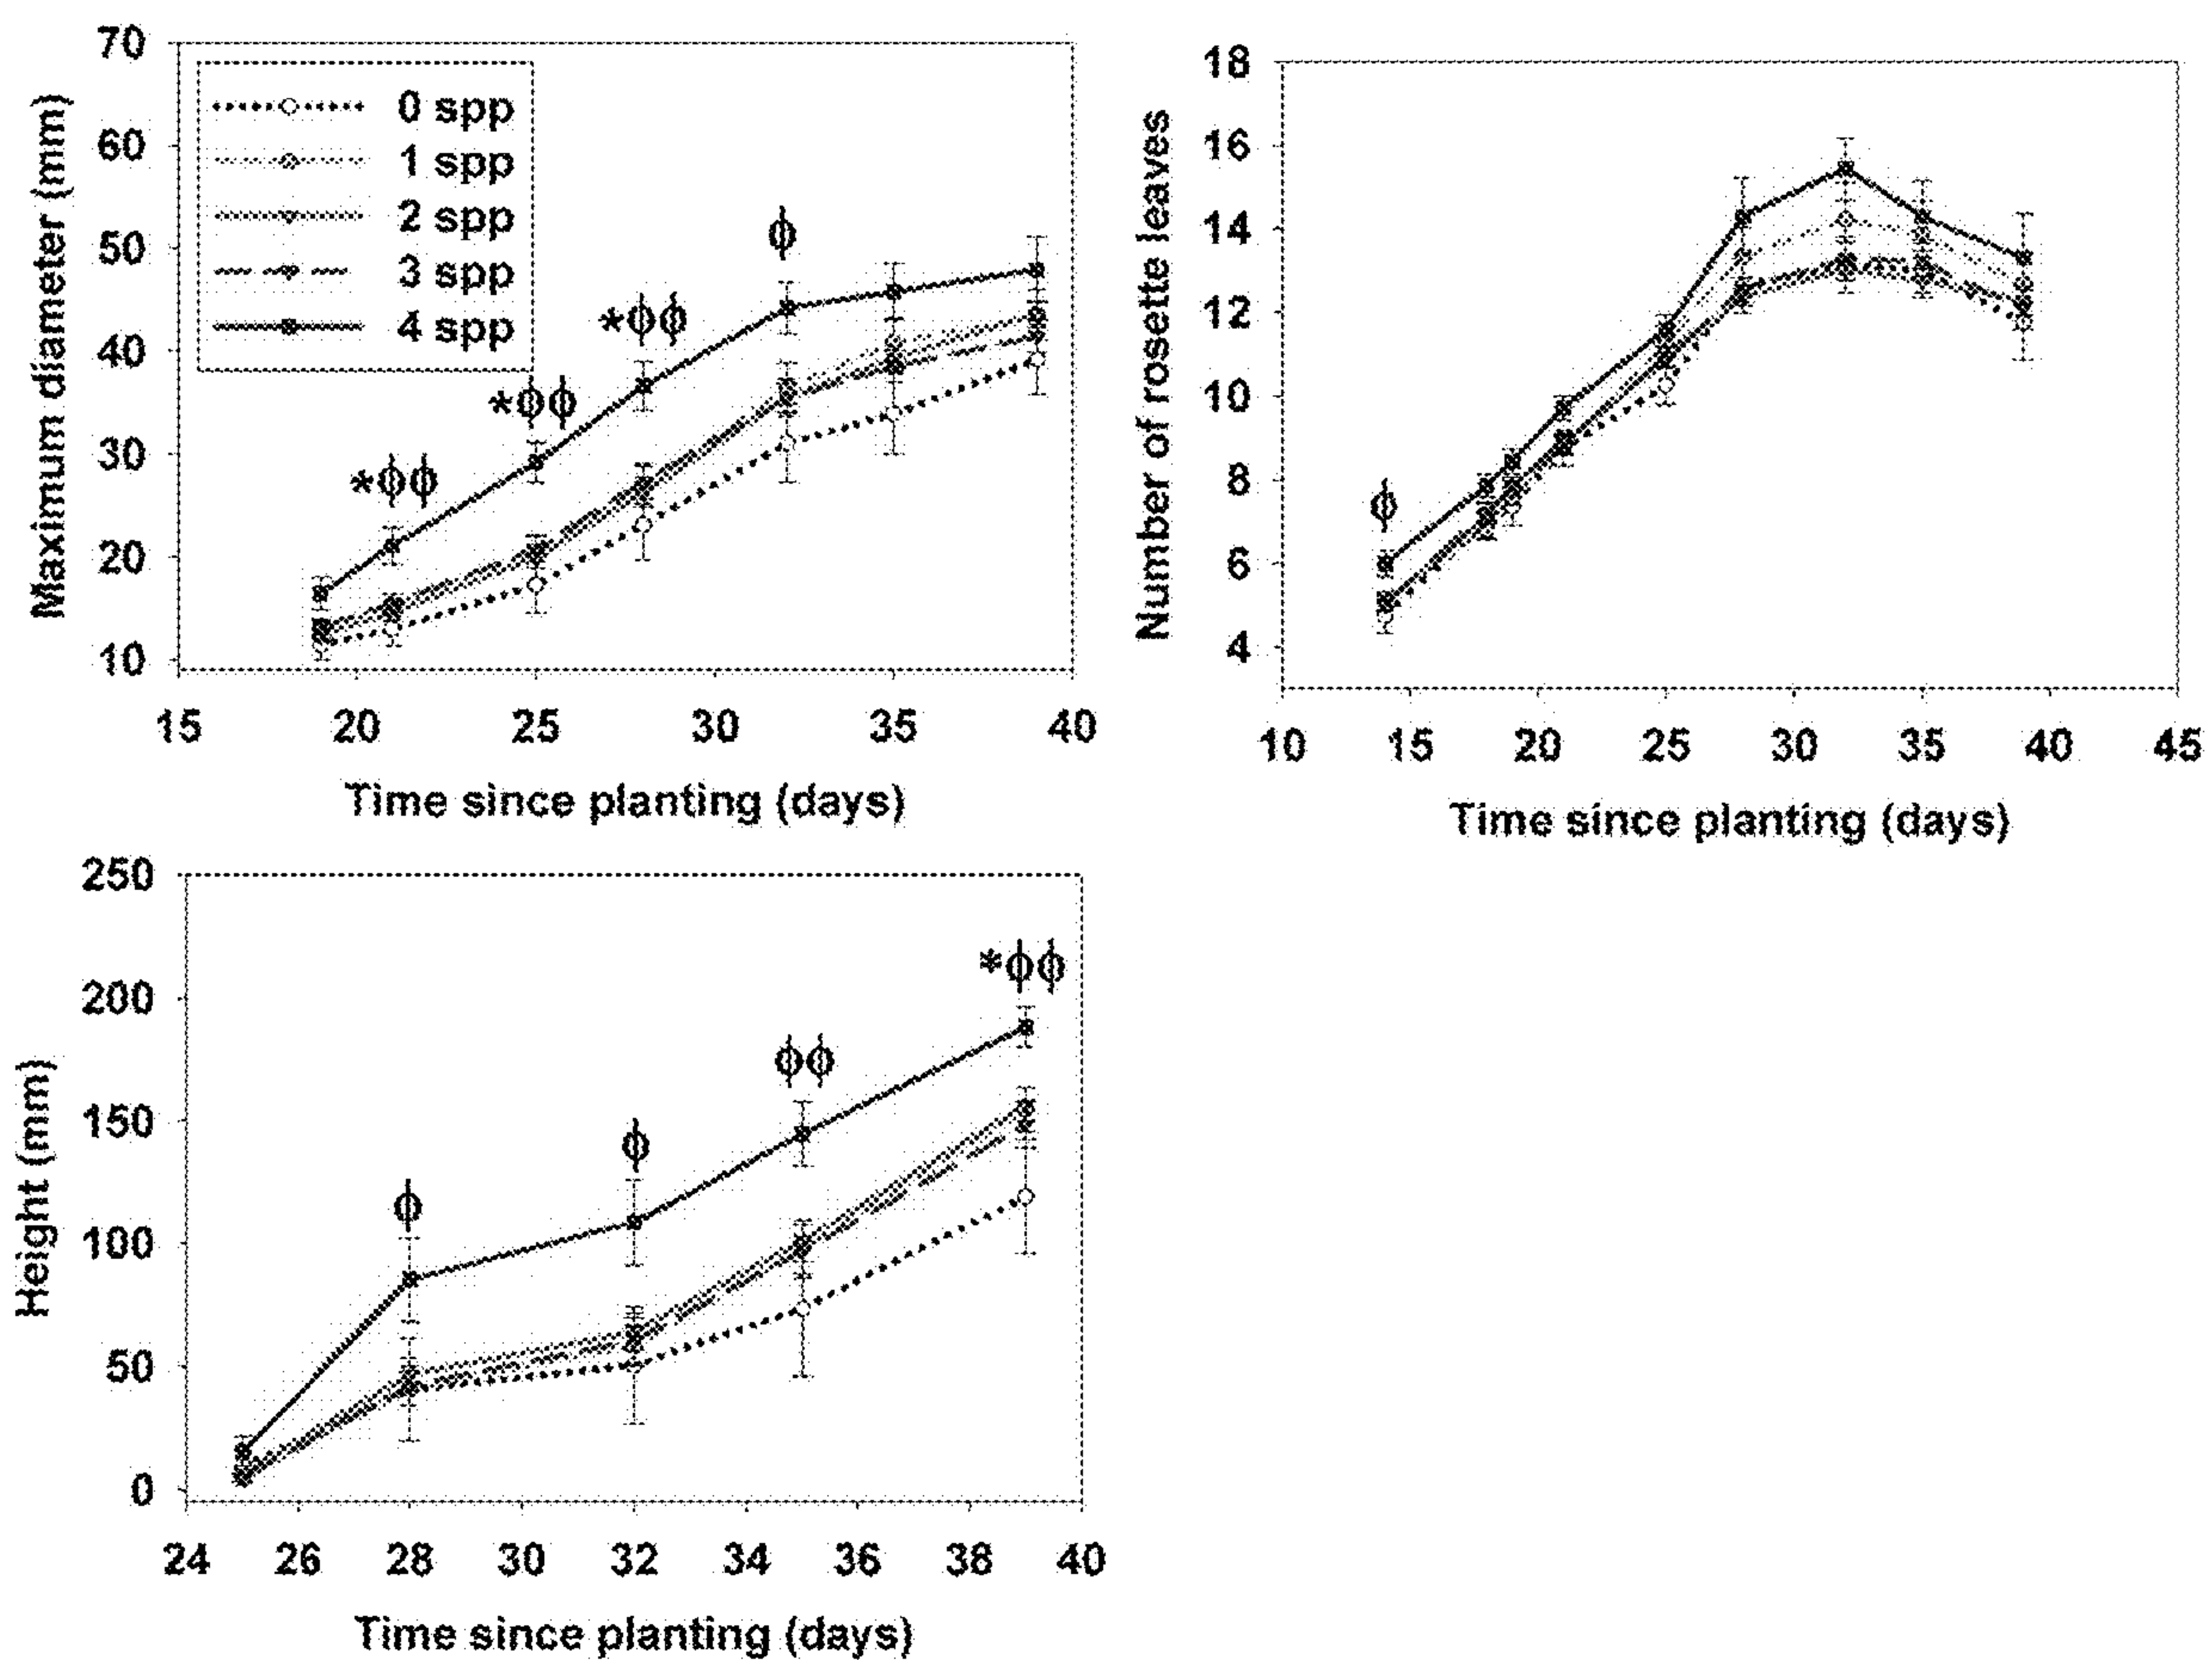 Maximum diameter (mm)
70
60
50
40
30
20
10
0 spp
1 spp
2 spp
3 spp
4 spp
*ϕϕ
*ϕϕ
*ϕϕ
ϕ
15 20 25 30 35 40
Time since planting (days)
Number of rosette leaves
18
16
14
12
10
8
6
4
ϕ
10 15 20 25 30 35 40 45
Time since planting (days)
Height (mm)
250
200
150
100
50
0
ϕ
ϕ
ϕϕ
*ϕϕ
24 26 28 30 32 34 36 38 40
Time since planting (days)